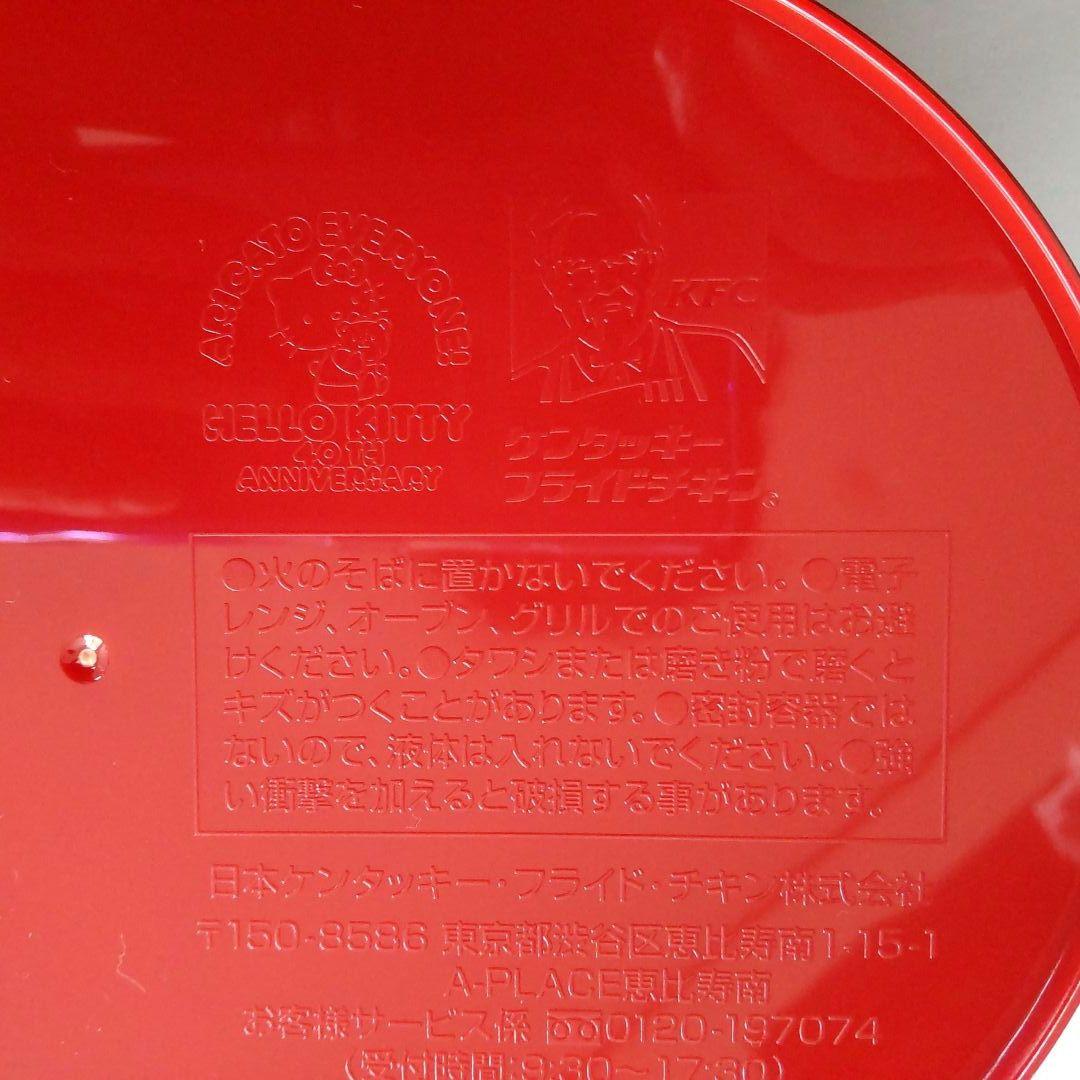 ARIGATO EVERYONE!!
HELLO KITTY
40TH
ANNIVERSARY
KFC
ケンタッキー
フライドチキン®
●火のそばに置かないでください。●電子
レンジ、オーブン、グリルでのご使用はお避
けください。●タワシまたは磨き粉で磨くと
キズがつくことがあります。●密封容器では
ないので、液体は入れないでください。●強
い衝撃を加えると破損する事があります。
日本ケンタッキー・フライド・チキン株式会社
〒150-8586 東京都渋谷区恵比寿南1-15-1
A-PLACE恵比寿南
お客様サービス係 0120-197074
(受付時間:9:30～17:30)